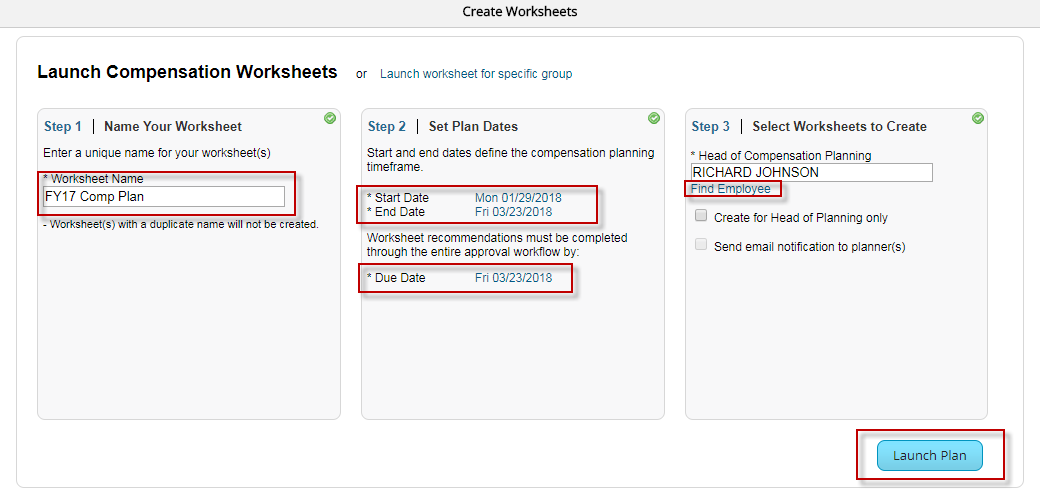 Create Worksheets
Launch Compensation Worksheets or Launch worksheet for specific group
Step 1 | Name Your Worksheet
Enter a unique name for your worksheet(s)
* Worksheet Name
FY17 Comp Plan
- Worksheet(s) with a duplicate name will not be created.
Step 2 | Set Plan Dates
Start and end dates define the compensation planning
timeframe.
* Start Date Mon 01/29/2018
* End Date Fri 03/23/2018
Worksheet recommendations must be completed
through the entire approval workflow by:
* Due Date Fri 03/23/2018
Step 3 | Select Worksheets to Create
* Head of Compensation Planning
RICHARD JOHNSON
Find Employee
Create for Head of Planning only
Send email notification to planner(s)
Launch Plan